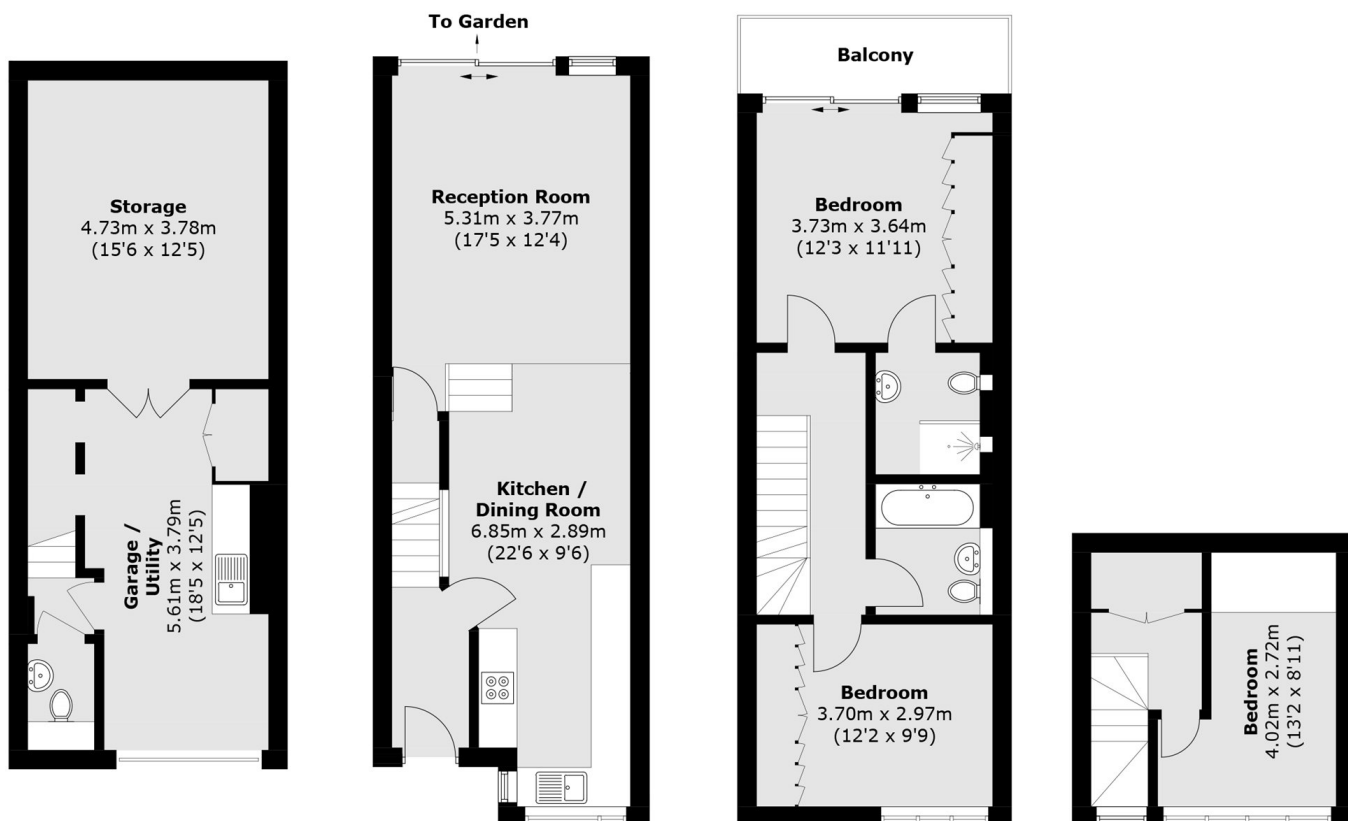 To Garden
Balcony
Storage
4.73m x 3.78m
(15'6 x 12'5)
Reception Room
5.31m x 3.77m
(17'5 x 12'4)
Bedroom
3.73m x 3.64m
(12'3 x 11'11)
Garage /
Utility
5.61m x 3.79m
(18'5 x 12'5)
Kitchen /
Dining Room
6.85m x 2.89m
(22'6 x 9'6)
Bedroom
3.70m x 2.97m
(12'2 x 9'9)
Bedroom
4.02m x 2.72m
(13'2 x 8'11)